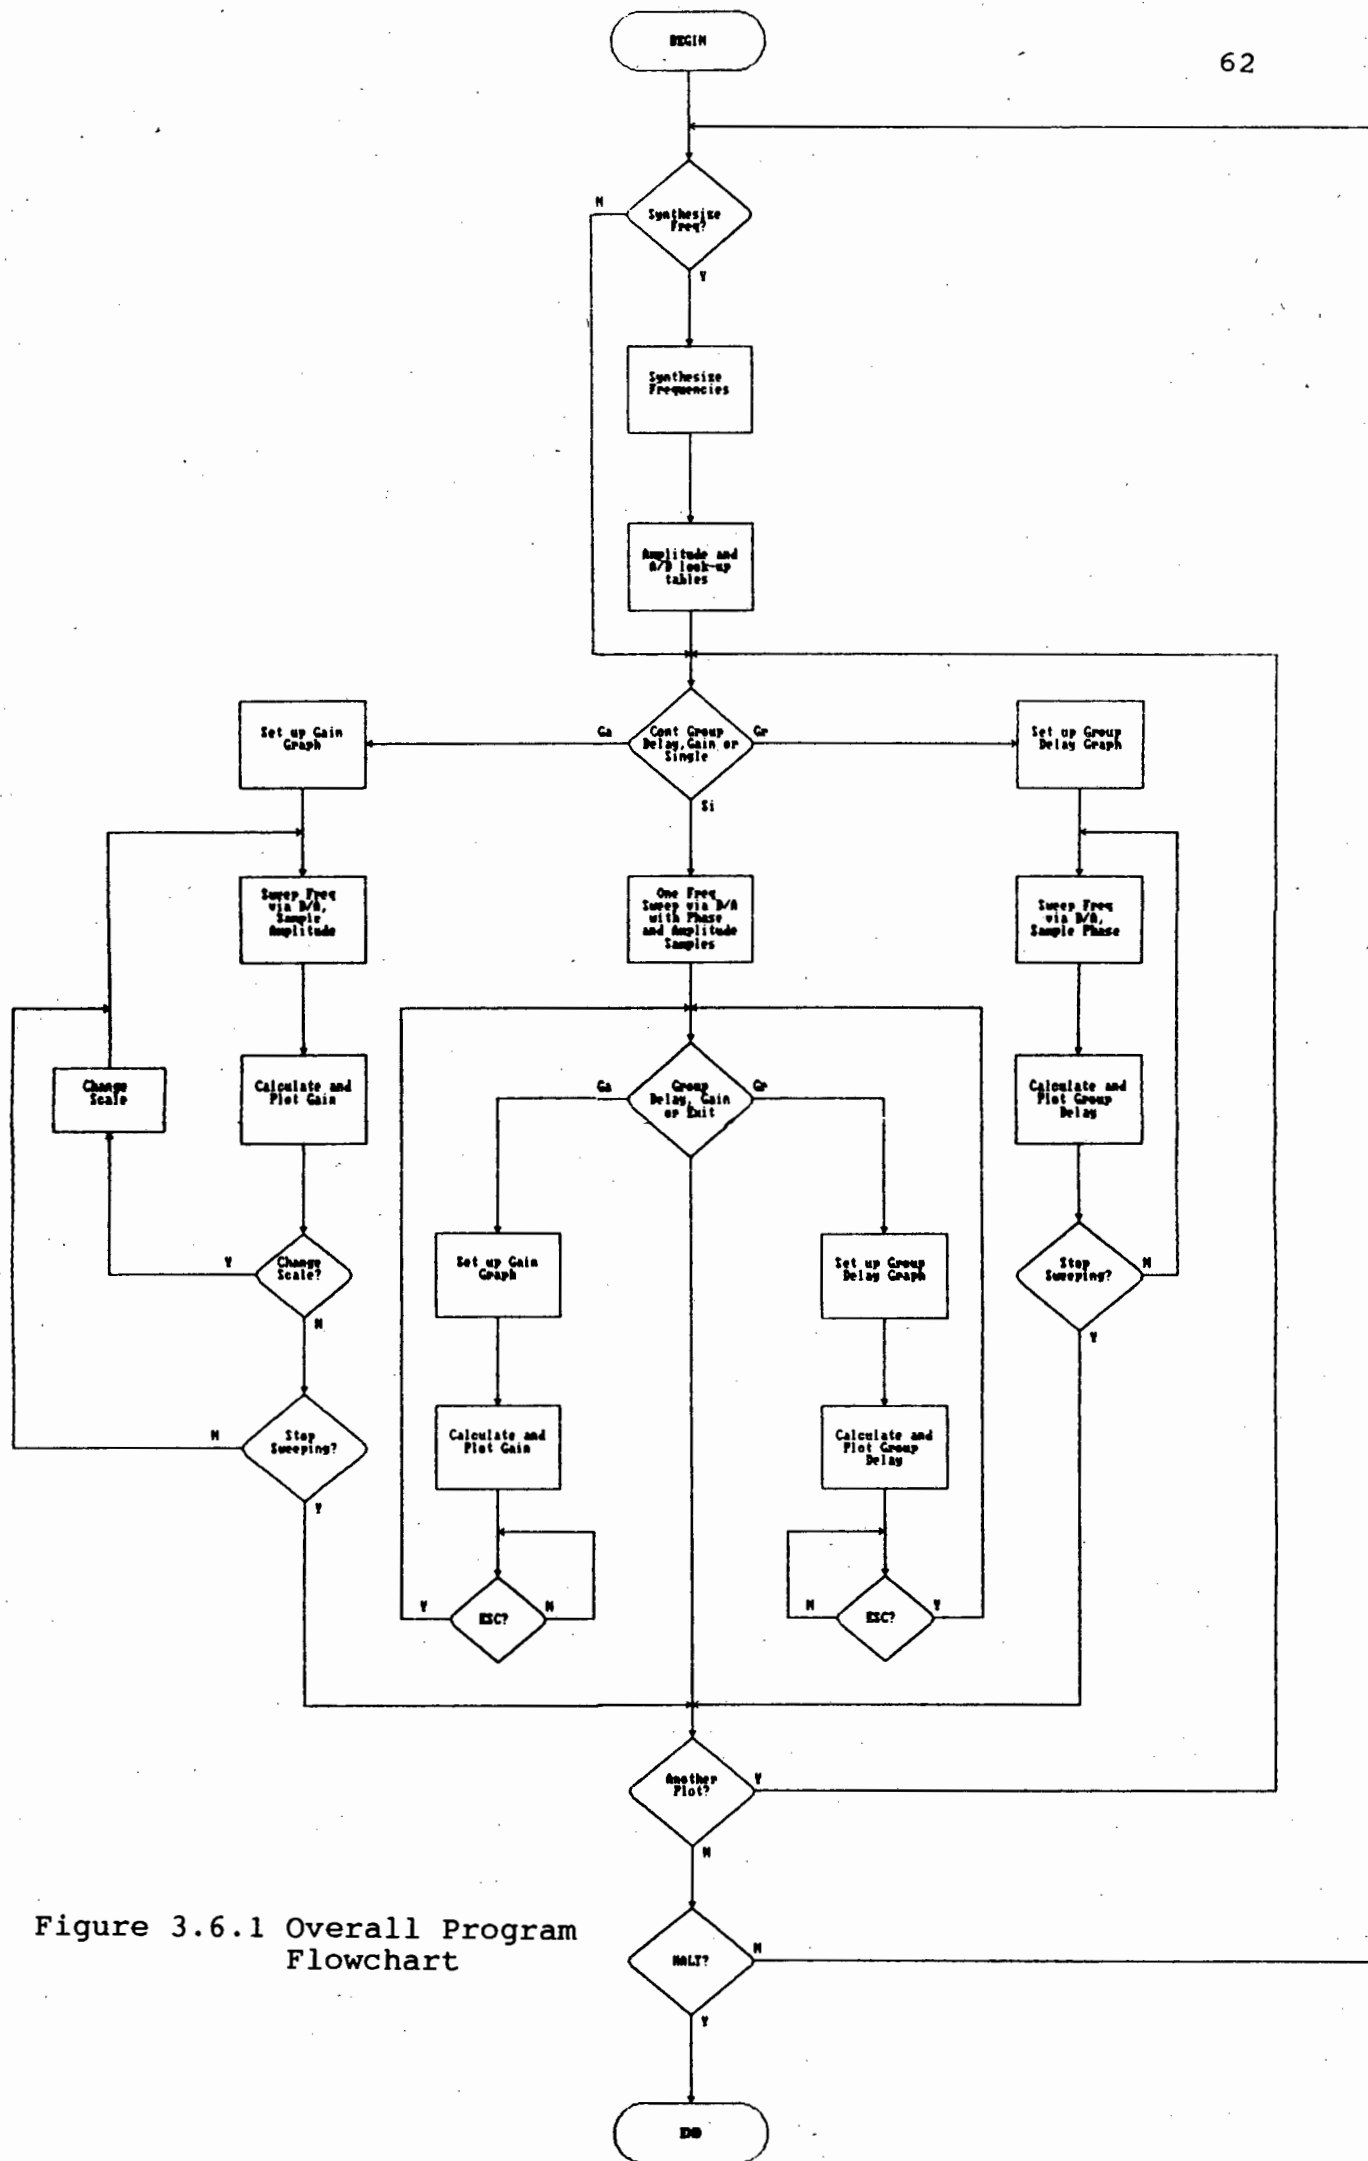 BEGIN
62
N
Synthesize
Freq?
Y
Synthesize
Frequencies
Amplitude and
A/D look-up
tables
Set up Gain
Graph
Ga
Cont Group
Delay, Gain or
Single
Gr
Set up Group
Delay Graph
Si
Sweep Freq
via D/A,
Sample
Amplitude
One Freq
Sweep via D/A
with Phase
and Amplitude
Samples
Sweep Freq
via D/A,
Sample Phase
Change
Scale
Calculate and
Plot Gain
Ga
Group
Delay, Gain
or Exit
Gr
Calculate and
Plot Group
Delay
Y
Change
Scale?
N
Set up Gain
Graph
Set up Group
Delay Graph
Stop
Sweeping?
N
Y
N
Stop
Sweeping?
Y
Calculate and
Plot Gain
Calculate and
Plot Group
Delay
Y
ESC?
N
N
ESC?
Y
Another
Plot?
Y
N
Figure 3.6.1 Overall Program
Flowchart
HALT?
N
Y
END